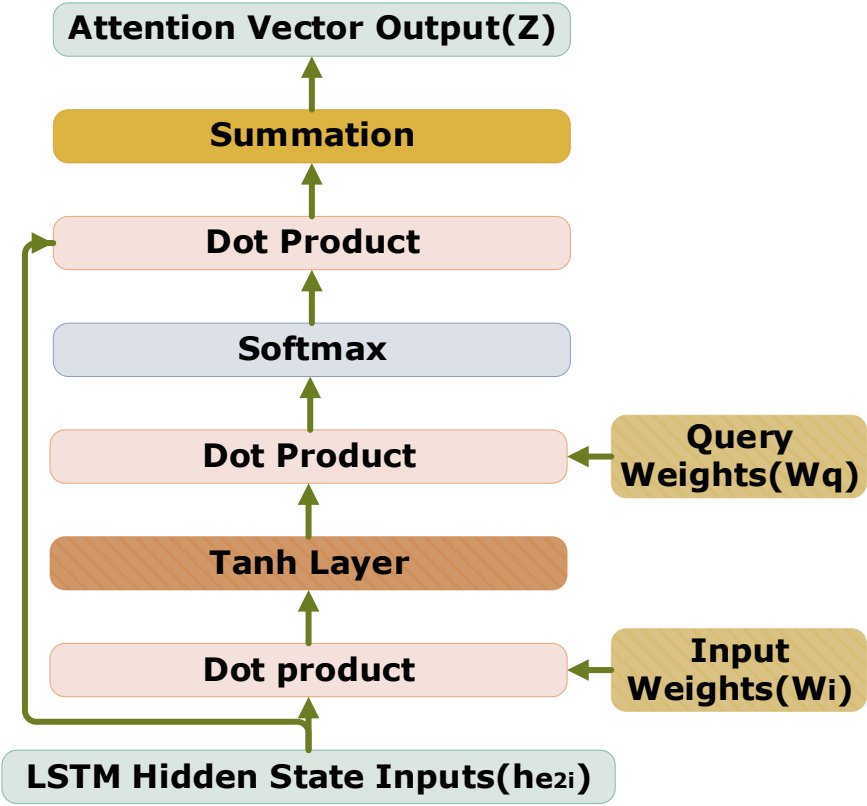 Attention Vector Output(Z)
Summation
Dot Product
Softmax
Dot Product
Query
Weights(Wq)
Tanh Layer
Dot product
Input
Weights(Wi)
LSTM Hidden State Inputs(he2i)